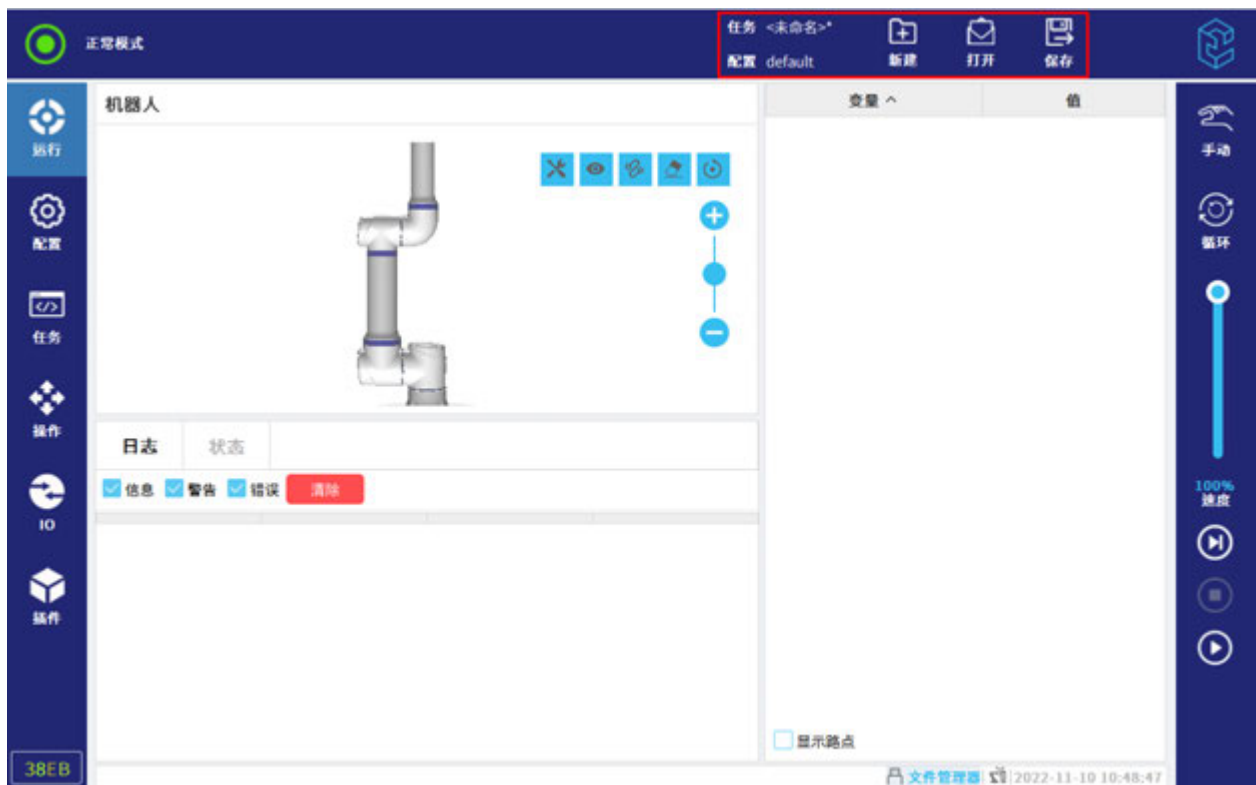 正常模式
任务 <未命名>*
配置 default
新建
打开
保存
运行
配置
任务
操作
IO
插件
38EB
机器人
日志
状态
信息
警告
错误
清除
变量
值
显示路点
文件管理器
2022-11-10 10:48:47
手动
循环
100%
速度